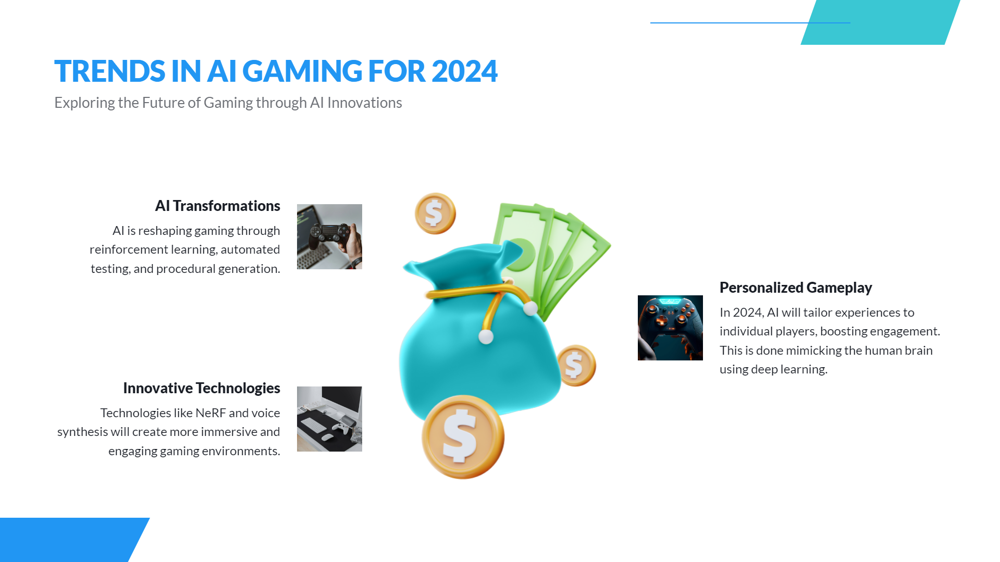 TRENDS IN AI GAMING FOR 2024
Exploring the Future of Gaming through AI Innovations
AI Transformations
AI is reshaping gaming through
reinforcement learning, automated
testing, and procedural generation.
Innovative Technologies
Technologies like NeRF and voice
synthesis will create more immersive and
engaging gaming environments.
$
$
$
Personalized Gameplay
In 2024, AI will tailor experiences to
individual players, boosting engagement.
This is done mimicking the human brain
using deep learning.